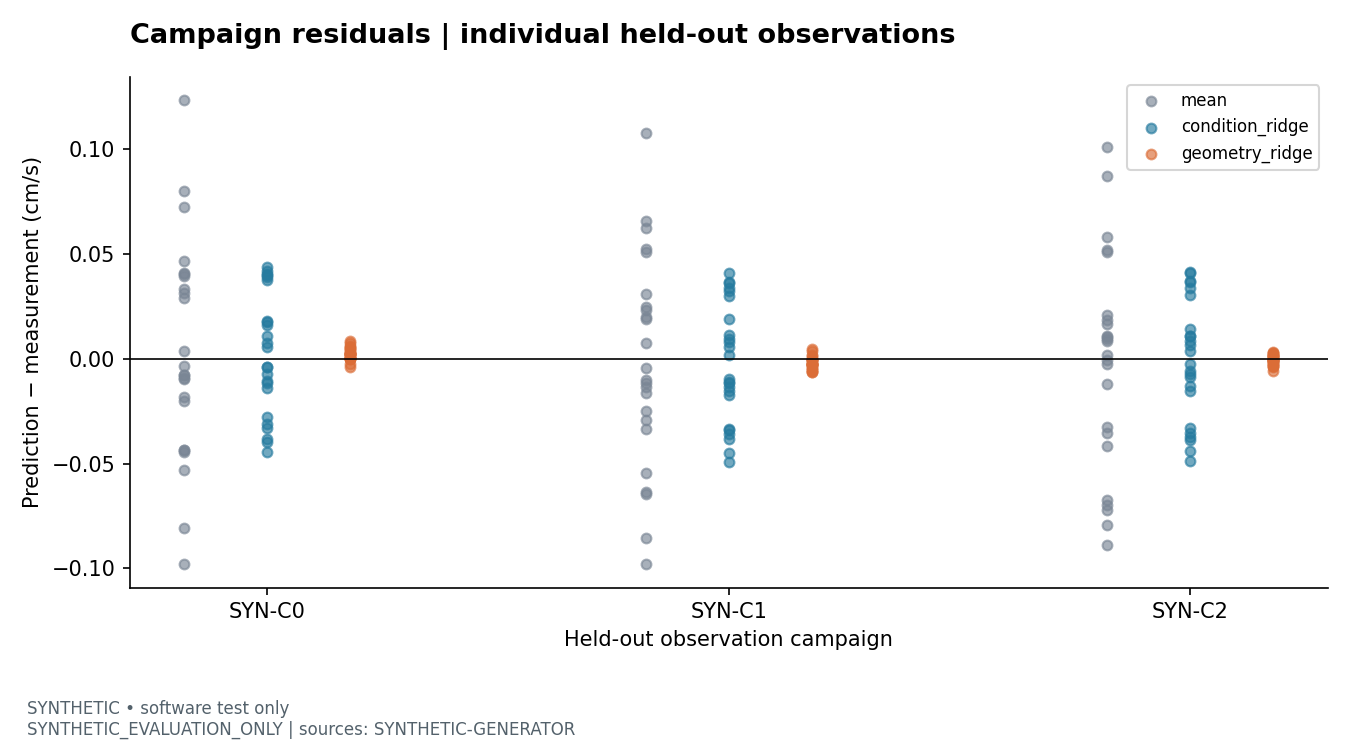 Campaign residuals | individual held-out observations
mean
condition_ridge
geometry_ridge
Prediction − measurement (cm/s)
0.10
0.05
0.00
−0.05
−0.10
SYN-C0
SYN-C1
SYN-C2
Held-out observation campaign
SYNTHETIC • software test only
SYNTHETIC_EVALUATION_ONLY | sources: SYNTHETIC-GENERATOR